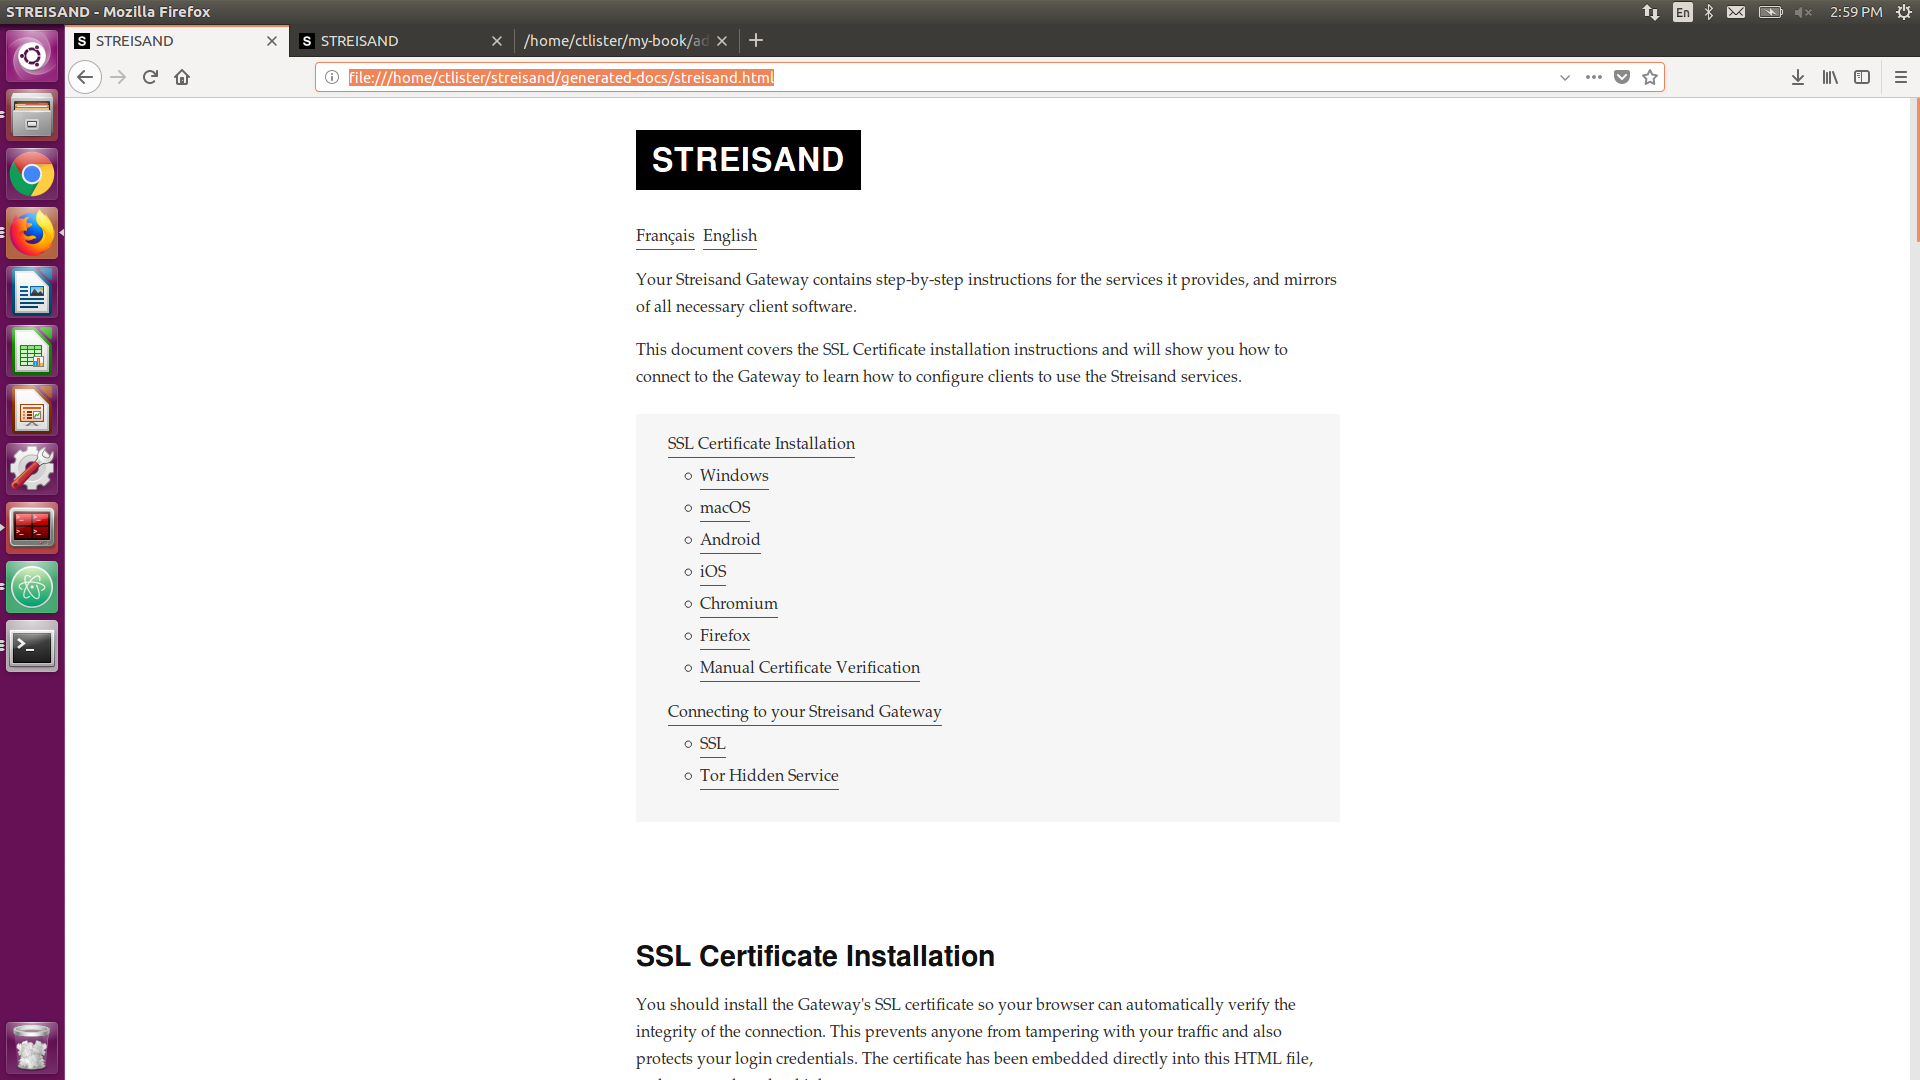 STREISAND - Mozilla Firefox
En
2:59 PM
S STREISAND
S STREISAND
/home/ctlister/my-book/ad
file:///home/ctlister/streisand/generated-docs/streisand.html
STREISAND
Français English
Your Streisand Gateway contains step-by-step instructions for the services it provides, and mirrors
of all necessary client software.
This document covers the SSL Certificate installation instructions and will show you how to
connect to the Gateway to learn how to configure clients to use the Streisand services.
SSL Certificate Installation
Windows
macOS
Android
iOS
Chromium
Firefox
Manual Certificate Verification
Connecting to your Streisand Gateway
SSL
Tor Hidden Service
SSL Certificate Installation
You should install the Gateway's SSL certificate so your browser can automatically verify the
integrity of the connection. This prevents anyone from tampering with your traffic and also
protects your login credentials. The certificate has been embedded directly into this HTML file,